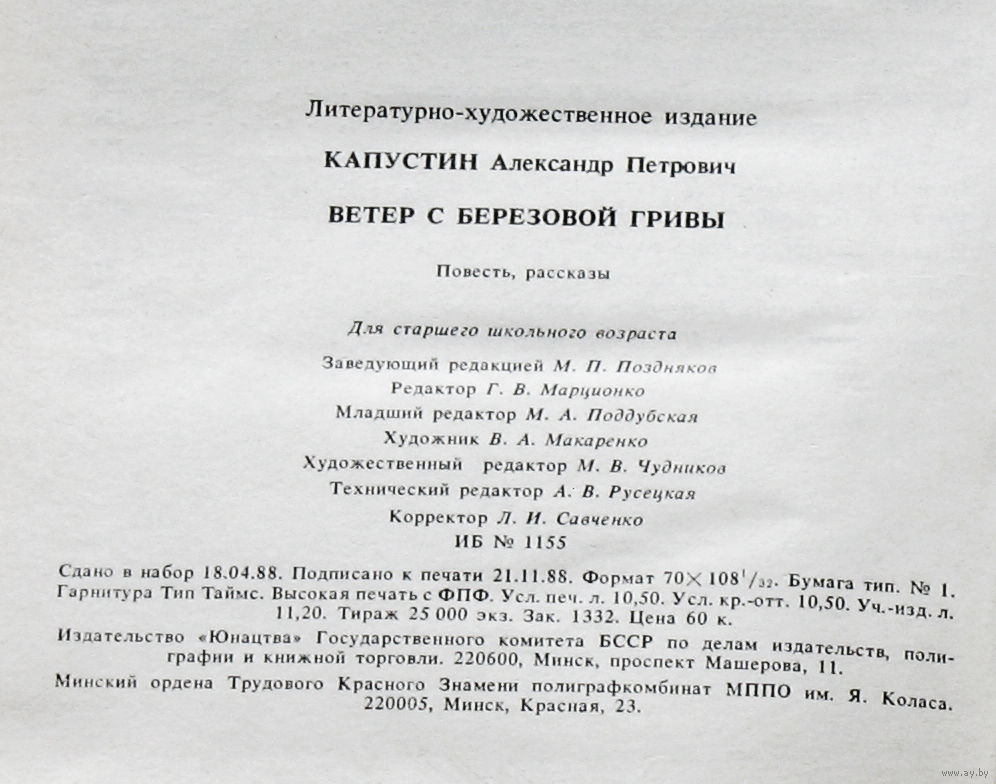 Литературно-художественное издание
КАПУСТИН Александр Петрович
ВЕТЕР С БЕРЕЗОВОЙ ГРИВЫ
Повесть, рассказы
Для старшего школьного возраста
Заведующий редакцией М. П. Поздняков
Редактор Г. В. Марционко
Младший редактор М. А. Поддубская
Художник В. А. Макаренко
Художественный редактор М. В. Чудников
Технический редактор А. В. Русецкая
Корректор Л. И. Савченко
ИБ № 1155
Сдано в набор 18.04.88. Подписано к печати 21.11.88. Формат 70×108¹/₃₂. Бумага тип. № 1.
Гарнитура Тип Таймс. Высокая печать с ФПФ. Усл. печ. л. 10,50. Усл. кр.-отт. 10,50. Уч.-изд. л.
11,20. Тираж 25 000 экз. Зак. 1332. Цена 60 к.
Издательство «Юнацтва» Государственного комитета БССР по делам издательств, поли-
графии и книжной торговли. 220600, Минск, проспект Машерова, 11.
Минский ордена Трудового Красного Знамени полиграфкомбинат МППО им. Я. Коласа.
220005, Минск, Красная, 23.
www.ay.by